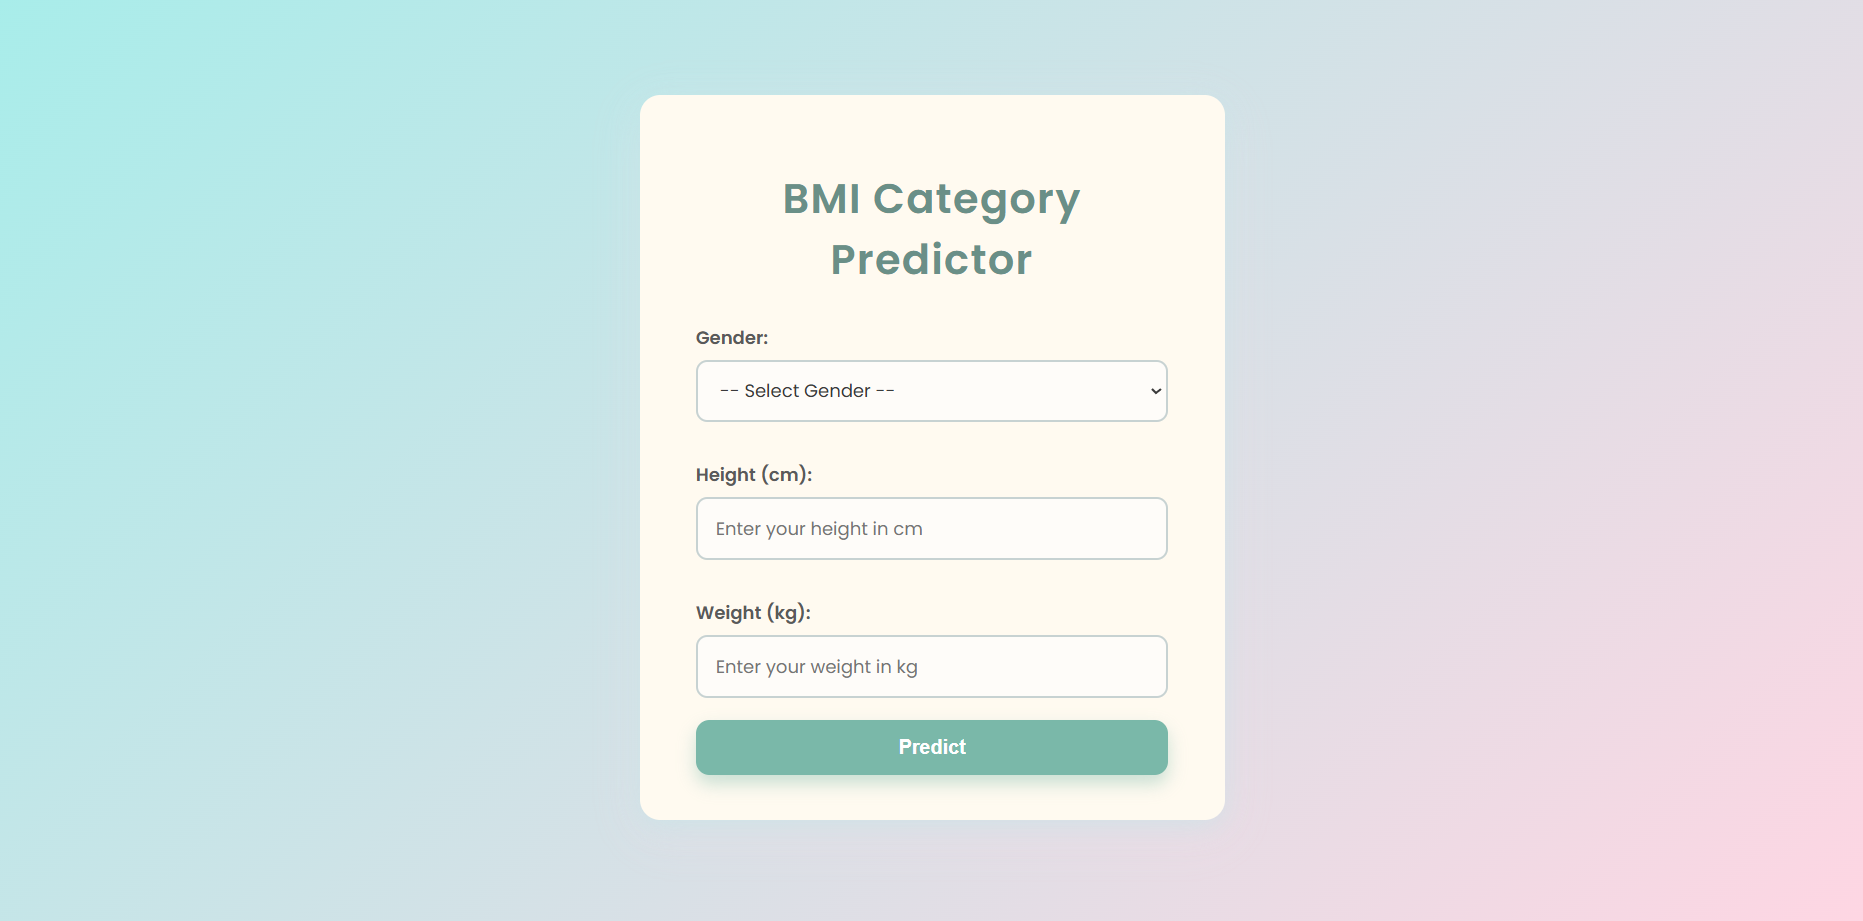 BMI Category
Predictor
Gender:
-- Select Gender --
Height (cm):
Enter your height in cm
Weight (kg):
Enter your weight in kg
Predict